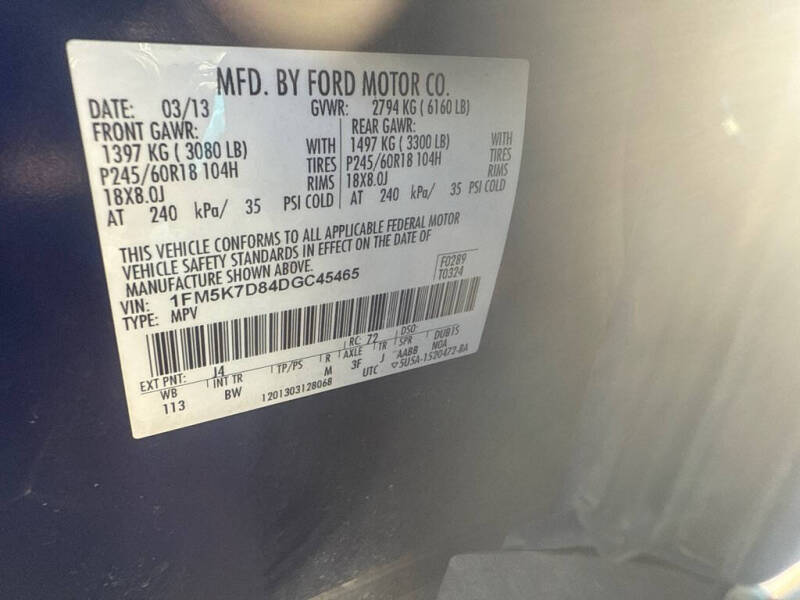 MFD. BY FORD MOTOR CO.
DATE: 03/13 GVWR: 2794 KG ( 6160 LB)
FRONT GAWR: REAR GAWR:
1397 KG ( 3080 LB) WITH 1497 KG ( 3300 LB) WITH
P245/60R18 104H TIRES P245/60R18 104H TIRES
18X8.0J RIMS 18X8.0J RIMS
AT 240 kPa/ 35 PSI COLD AT 240 kPa/ 35 PSI COLD
THIS VEHICLE CONFORMS TO ALL APPLICABLE FEDERAL MOTOR
VEHICLE SAFETY STANDARDS IN EFFECT ON THE DATE OF
MANUFACTURE SHOWN ABOVE.
F0289
T0324
VIN: 1FM5K7D84DGC45465
TYPE: MPV
EXT PNT: J4 RC: 72 DSO:
WB INT TR TP/PS R AXLE TR SPR DUBIS
113 BW M 3F J AABB NOA
1201303128068 UTC ▽5U5A-1520472-BA